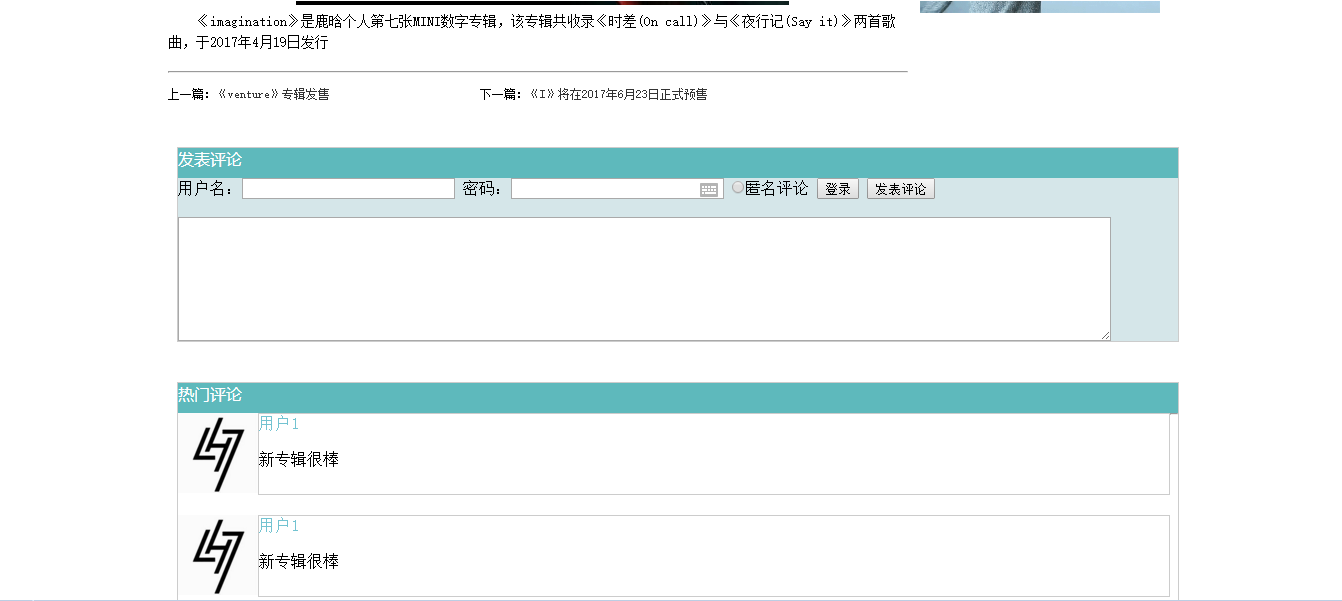 《imagination》是鹿晗个人第七张MINI数字专辑，该专辑共收录《时差(On call)》与《夜行记(Say it)》两首歌
曲，于2017年4月19日发行
上一篇：《venture》专辑发售 下一篇：《I》将在2017年6月23日正式预售
发表评论
用户名： 密码： 匿名评论 登录 发表评论
热门评论
用户1
新专辑很棒
用户1
新专辑很棒